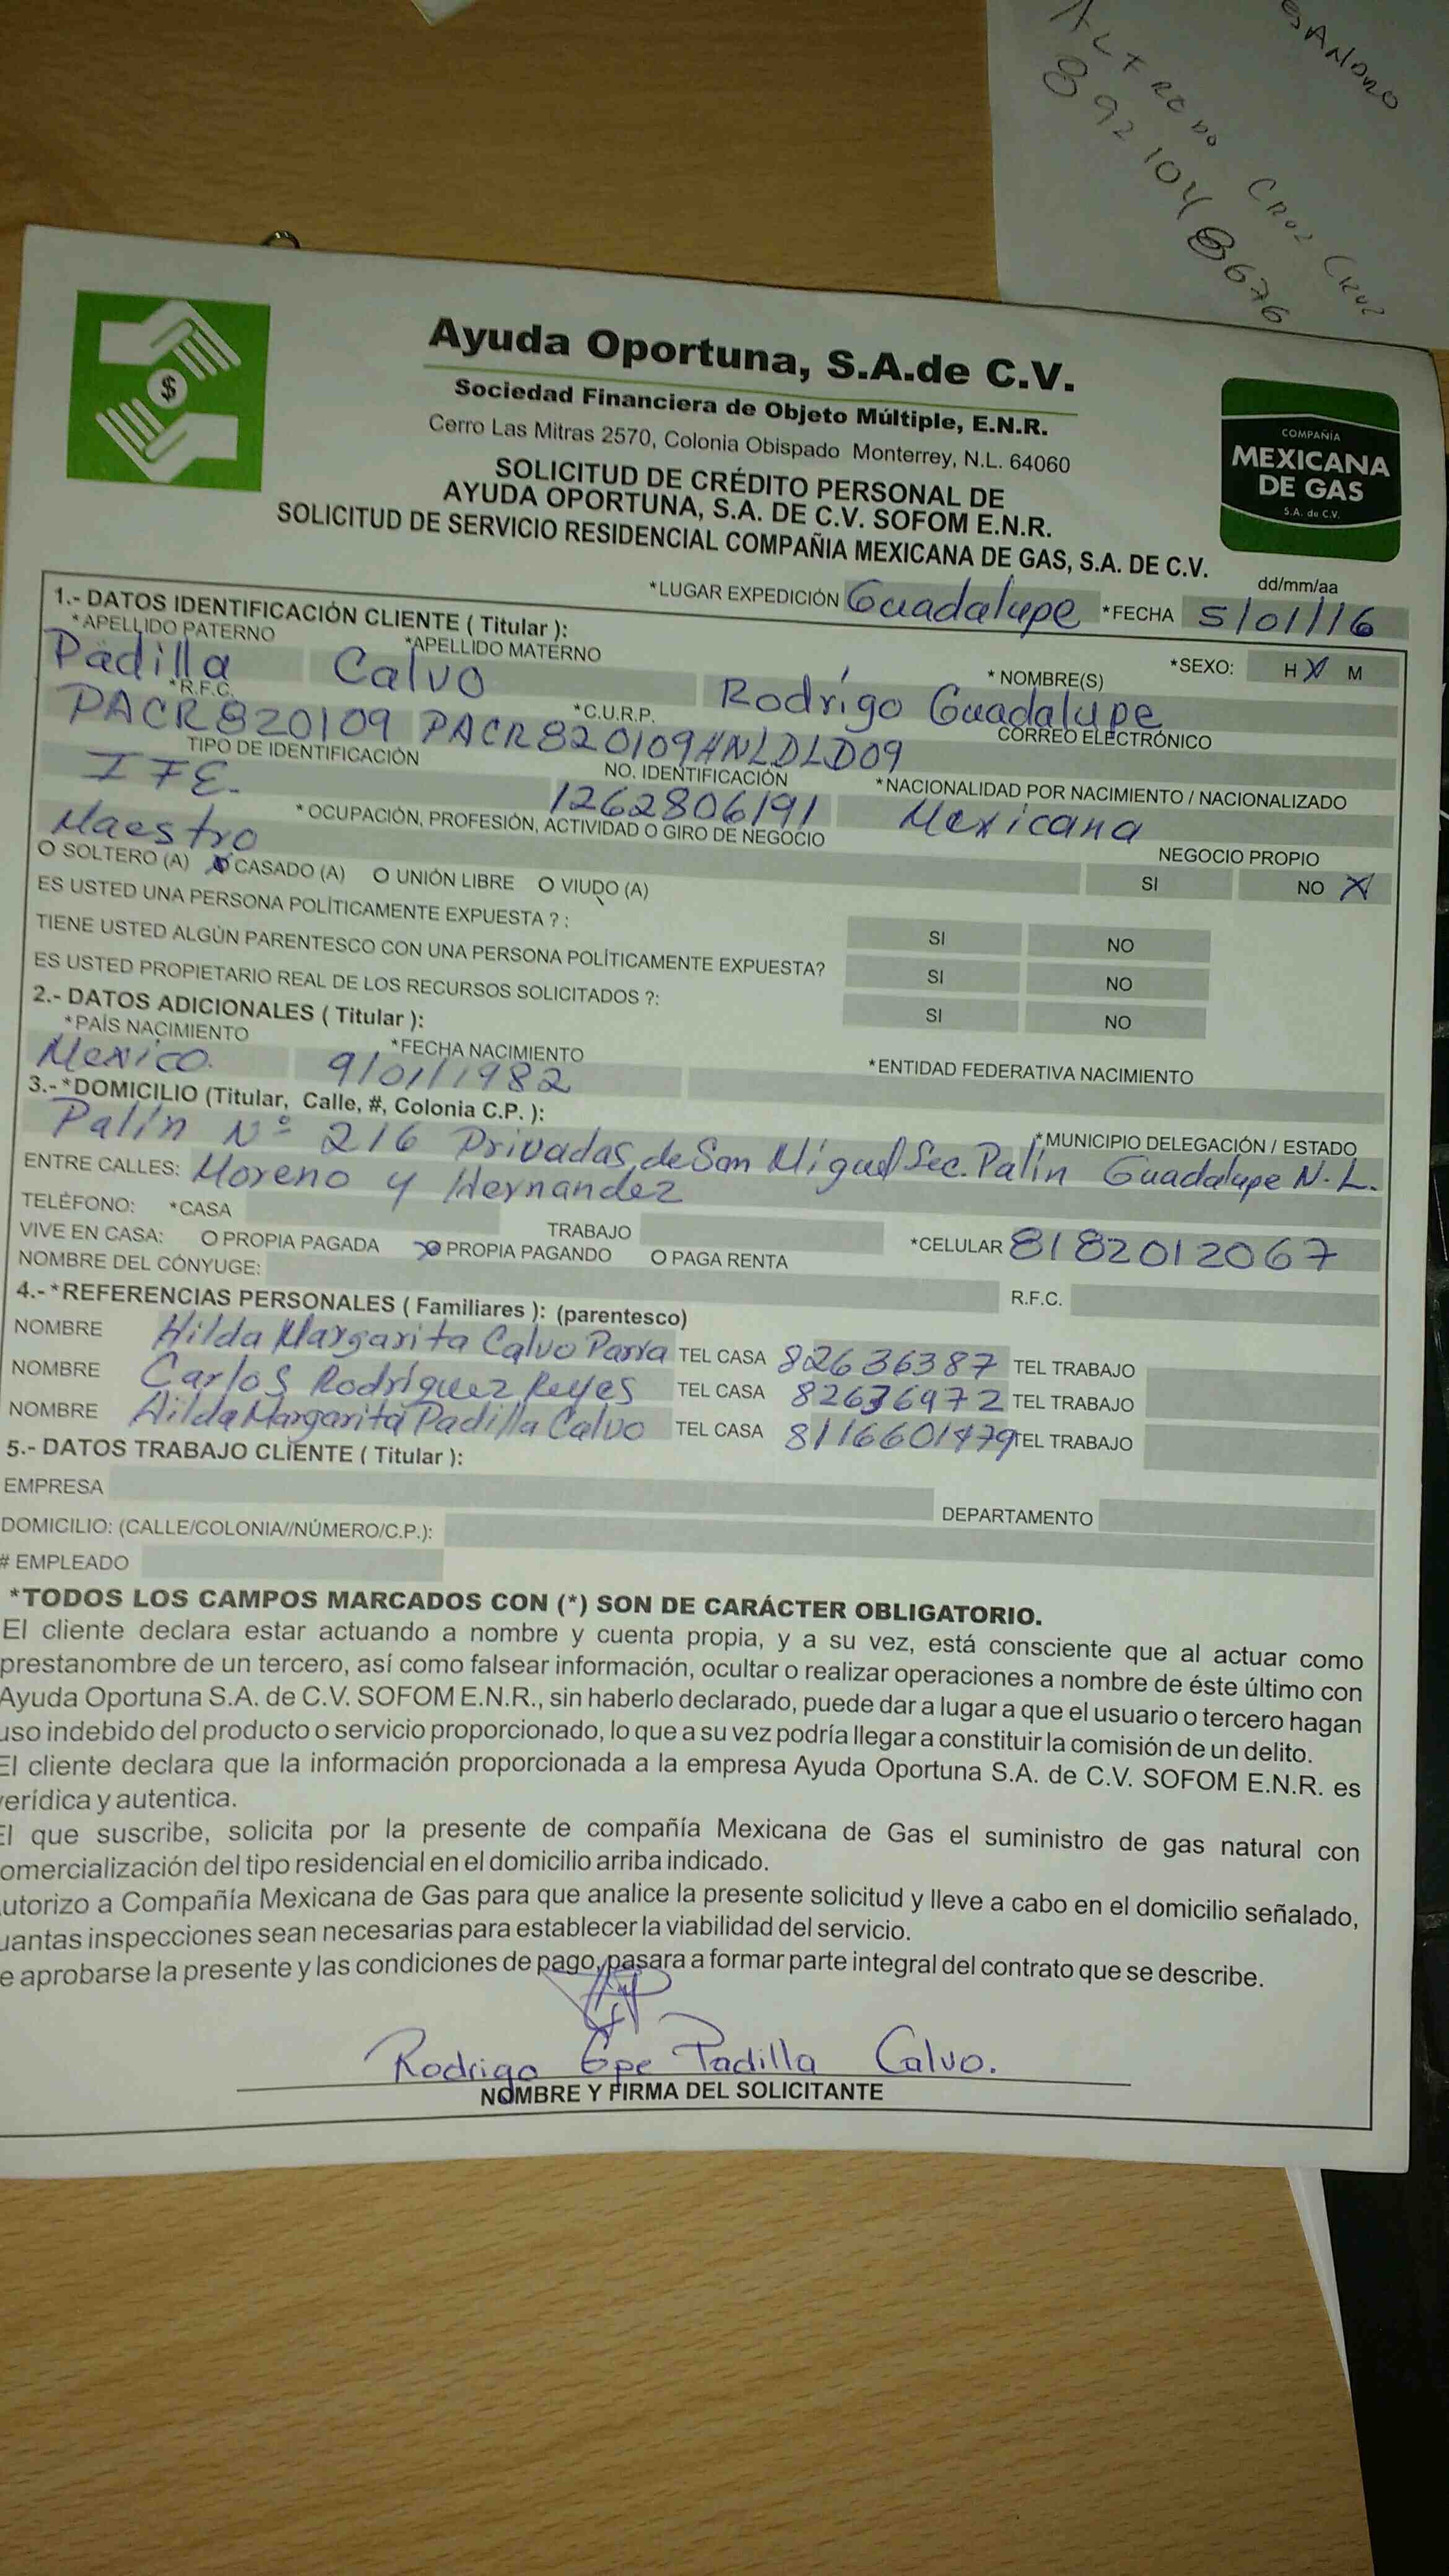 SANDRO
ALFREDO CRUZ CRUZ
8921048676
$
Ayuda Oportuna, S.A.de C.V.
Sociedad Financiera de Objeto Múltiple, E.N.R.
Cerro Las Mitras 2570, Colonia Obispado Monterrey, N.L. 64060
COMPAÑÍA
MEXICANA
DE GAS
S.A. de C.V.
SOLICITUD DE CRÉDITO PERSONAL DE
AYUDA OPORTUNA, S.A. DE C.V. SOFOM E.N.R.
SOLICITUD DE SERVICIO RESIDENCIAL COMPAÑIA MEXICANA DE GAS, S.A. DE C.V.
dd/mm/aa
*LUGAR EXPEDICIÓN Guadalupe *FECHA 5/01/16
1.- DATOS IDENTIFICACIÓN CLIENTE ( Titular ):
*APELLIDO PATERNO *APELLIDO MATERNO * NOMBRE(S) *SEXO: H X M
Padilla Calvo Rodrígo Guadalupe
*R.F.C. *C.U.R.P. CORREO ELECTRÓNICO
PACR820109 PACR820109HNLDLD09
TIPO DE IDENTIFICACIÓN NO. IDENTIFICACIÓN *NACIONALIDAD POR NACIMIENTO / NACIONALIZADO
IFE. 1262806191 Mexicana
* OCUPACIÓN, PROFESIÓN, ACTIVIDAD O GIRO DE NEGOCIO NEGOCIO PROPIO
Maestro
O SOLTERO (A) X CASADO (A) O UNIÓN LIBRE O VIUDO (A) SI NO X
ES USTED UNA PERSONA POLÍTICAMENTE EXPUESTA ? : SI NO
TIENE USTED ALGÚN PARENTESCO CON UNA PERSONA POLÍTICAMENTE EXPUESTA? SI NO
ES USTED PROPIETARIO REAL DE LOS RECURSOS SOLICITADOS ?: SI NO
2.- DATOS ADICIONALES ( Titular ):
*PAÍS NACIMIENTO *FECHA NACIMIENTO *ENTIDAD FEDERATIVA NACIMIENTO
Mexico. 9/01/1982
3.-*DOMICILIO (Titular, Calle, #, Colonia C.P. ): *MUNICIPIO DELEGACIÓN / ESTADO
Palín Nº 216 Privadas de San Miguel Sec. Palín Guadalupe N.L.
ENTRE CALLES: Moreno y Hernandez
TELÉFONO: *CASA TRABAJO *CELULAR 8182012067
VIVE EN CASA: O PROPIA PAGADA X PROPIA PAGANDO O PAGA RENTA
NOMBRE DEL CÓNYUGE: R.F.C.
4.-*REFERENCIAS PERSONALES ( Familiares ): (parentesco)
NOMBRE Hilda Margarita Calvo Parra TEL CASA 82636387 TEL TRABAJO
NOMBRE Carlos Rodríguez Reyes TEL CASA 82636972 TEL TRABAJO
NOMBRE Hilda Margarita Padilla Calvo TEL CASA 8116601479 TEL TRABAJO
5.- DATOS TRABAJO CLIENTE ( Titular ):
EMPRESA DEPARTAMENTO
DOMICILIO: (CALLE/COLONIA//NÚMERO/C.P.):
# EMPLEADO
*TODOS LOS CAMPOS MARCADOS CON (*) SON DE CARÁCTER OBLIGATORIO.
El cliente declara estar actuando a nombre y cuenta propia, y a su vez, está consciente que al actuar como
prestanombre de un tercero, así como falsear información, ocultar o realizar operaciones a nombre de éste último con
Ayuda Oportuna S.A. de C.V. SOFOM E.N.R., sin haberlo declarado, puede dar a lugar a que el usuario o tercero hagan
uso indebido del producto o servicio proporcionado, lo que a su vez podría llegar a constituir la comisión de un delito.
El cliente declara que la información proporcionada a la empresa Ayuda Oportuna S.A. de C.V. SOFOM E.N.R. es
verídica y autentica.
El que suscribe, solicita por la presente de compañía Mexicana de Gas el suministro de gas natural con
omercialización del tipo residencial en el domicilio arriba indicado.
utorizo a Compañía Mexicana de Gas para que analice la presente solicitud y lleve a cabo en el domicilio señalado,
uantas inspecciones sean necesarias para establecer la viabilidad del servicio.
e aprobarse la presente y las condiciones de pago, pasara a formar parte integral del contrato que se describe.
Rodrigo Gpe Padilla Calvo.
NOMBRE Y FIRMA DEL SOLICITANTE